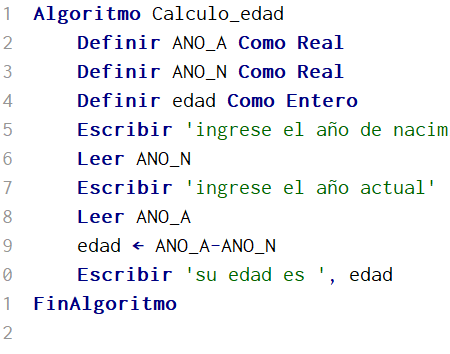 1 Algoritmo Calculo_edad
2 Definir ANO_A Como Real
3 Definir ANO_N Como Real
4 Definir edad Como Entero
5 Escribir 'ingrese el año de nacim
6 Leer ANO_N
7 Escribir 'ingrese el año actual'
8 Leer ANO_A
9 edad ← ANO_A-ANO_N
0 Escribir 'su edad es ', edad
1 FinAlgoritmo
2